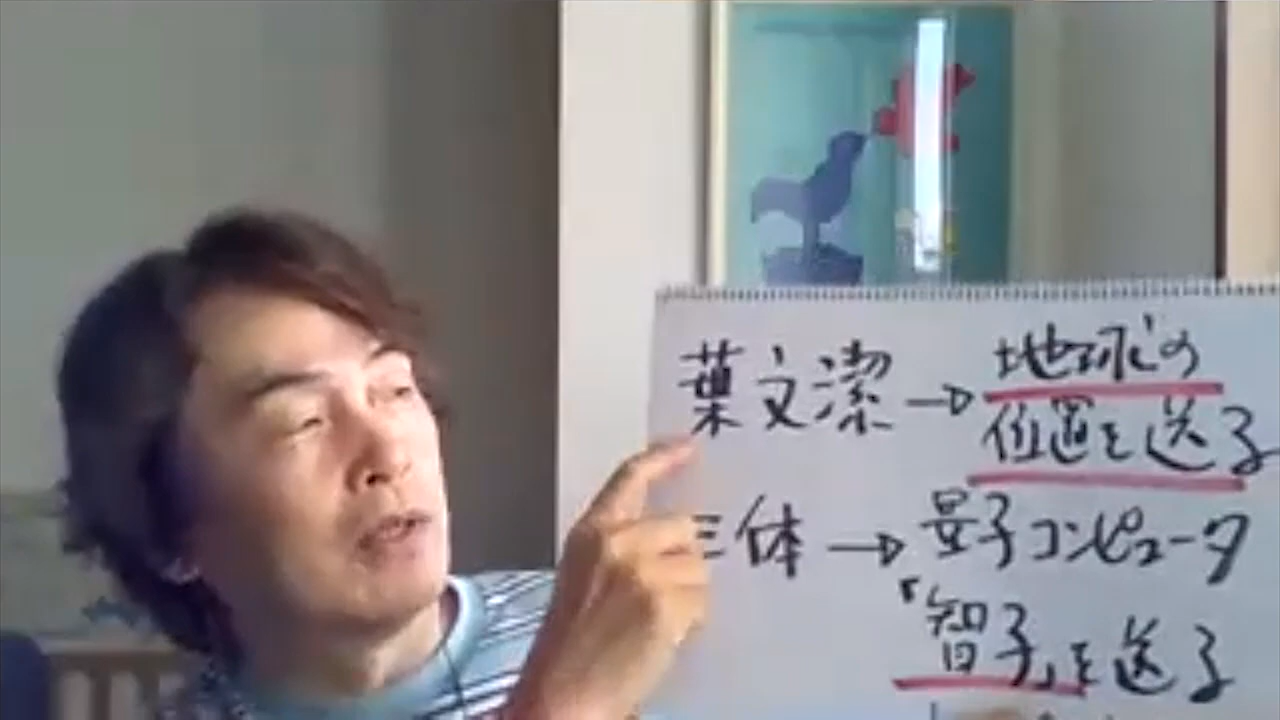 葉文潔→地球の
位置を送る
三体→量子コンピュータ
「智子」を送る